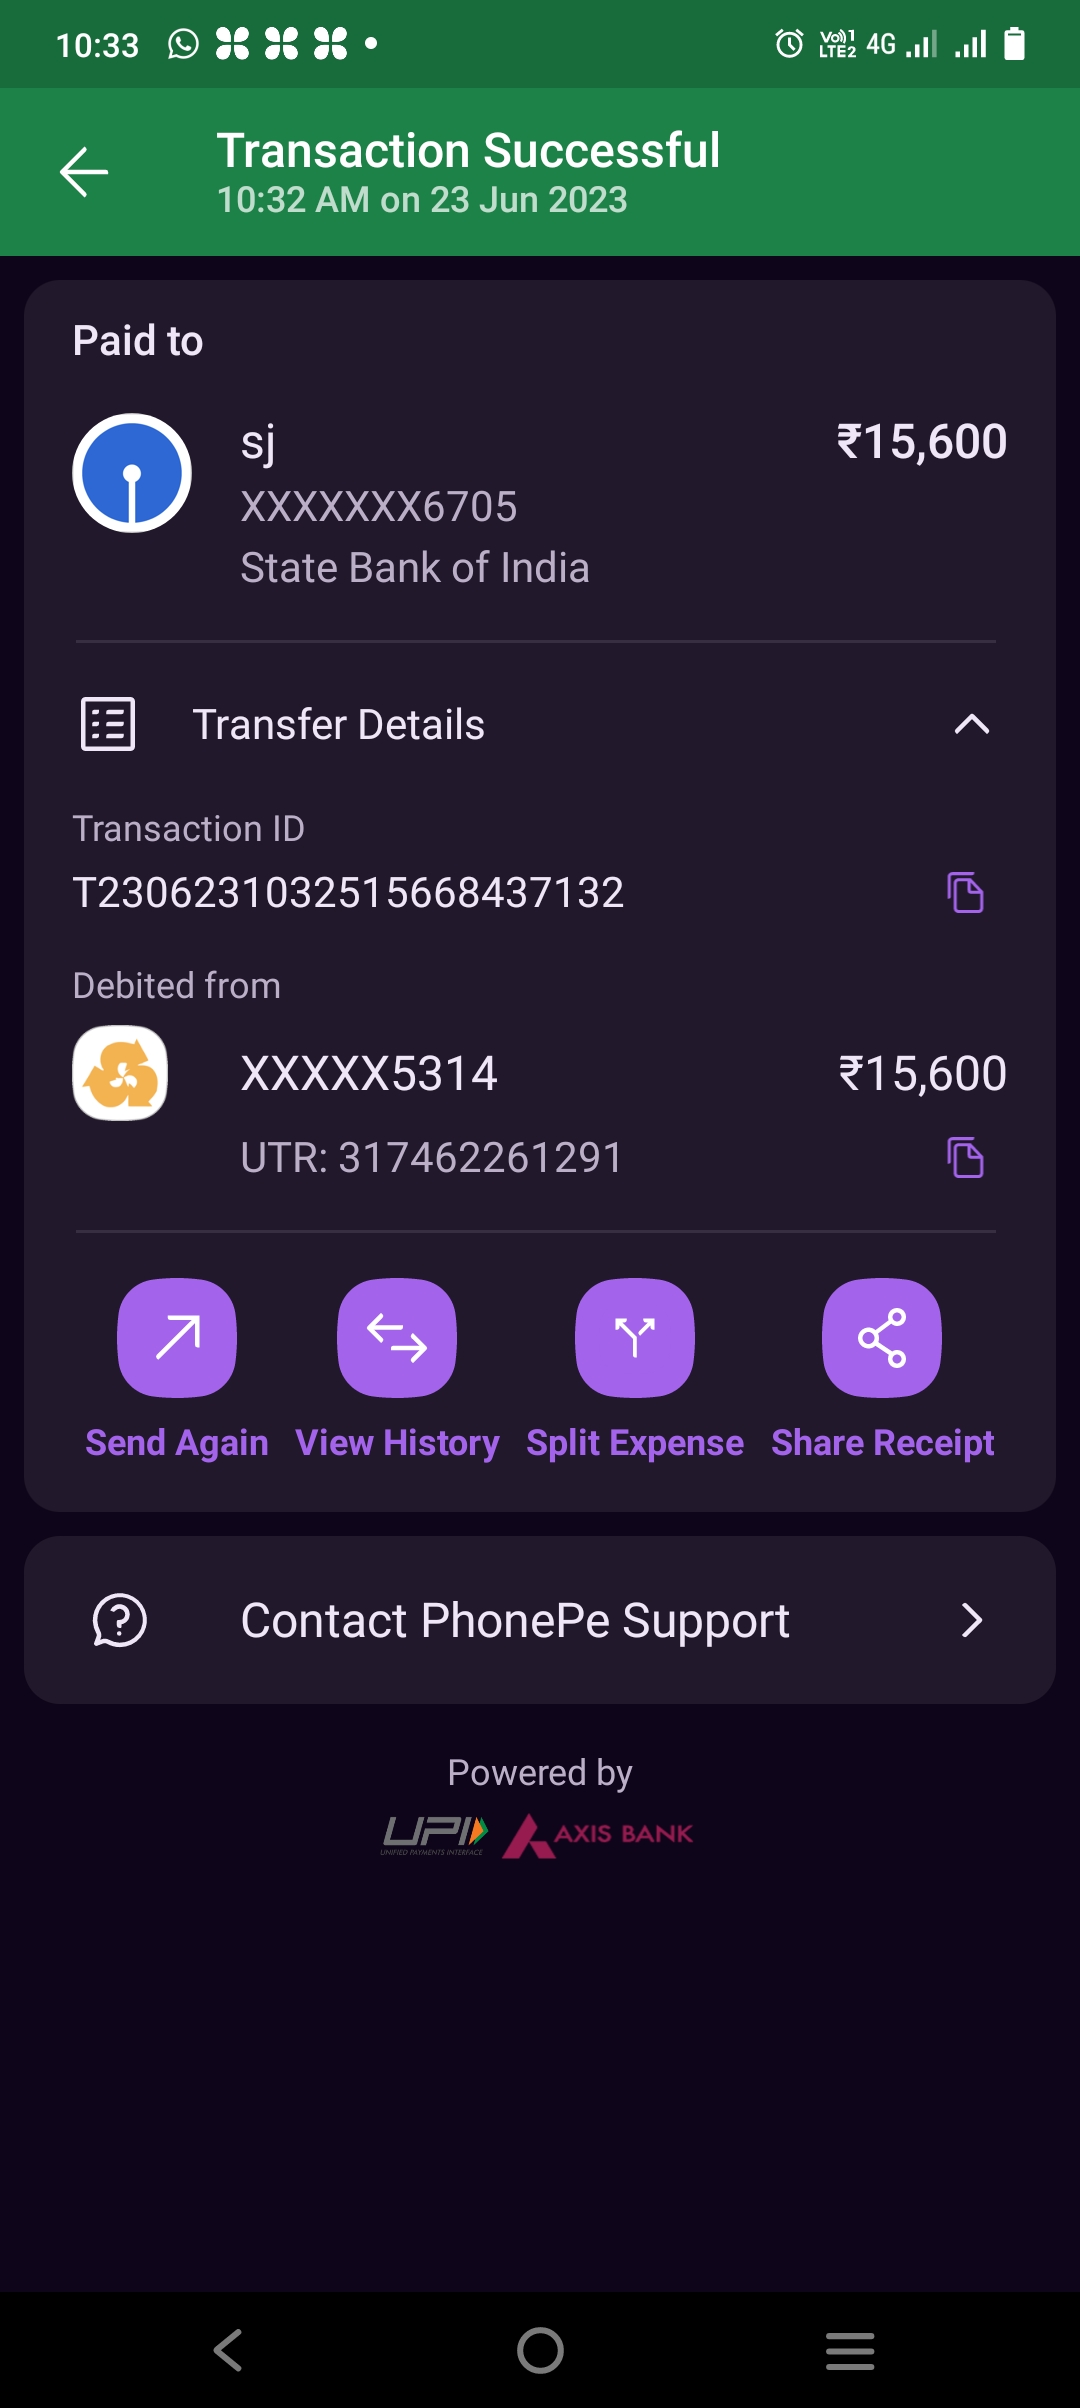 10:33
Vo)) 1
LTE2
4G
Transaction Successful
10:32 AM on 23 Jun 2023
Paid to
sj
₹15,600
XXXXXXX6705
State Bank of India
Transfer Details
Transaction ID
T2306231032515668437132
Debited from
XXXXX5314
₹15,600
UTR: 317462261291
Send Again
View History
Split Expense
Share Receipt
Contact PhonePe Support
Powered by
UPI
UNIFIED PAYMENTS INTERFACE
AXIS BANK